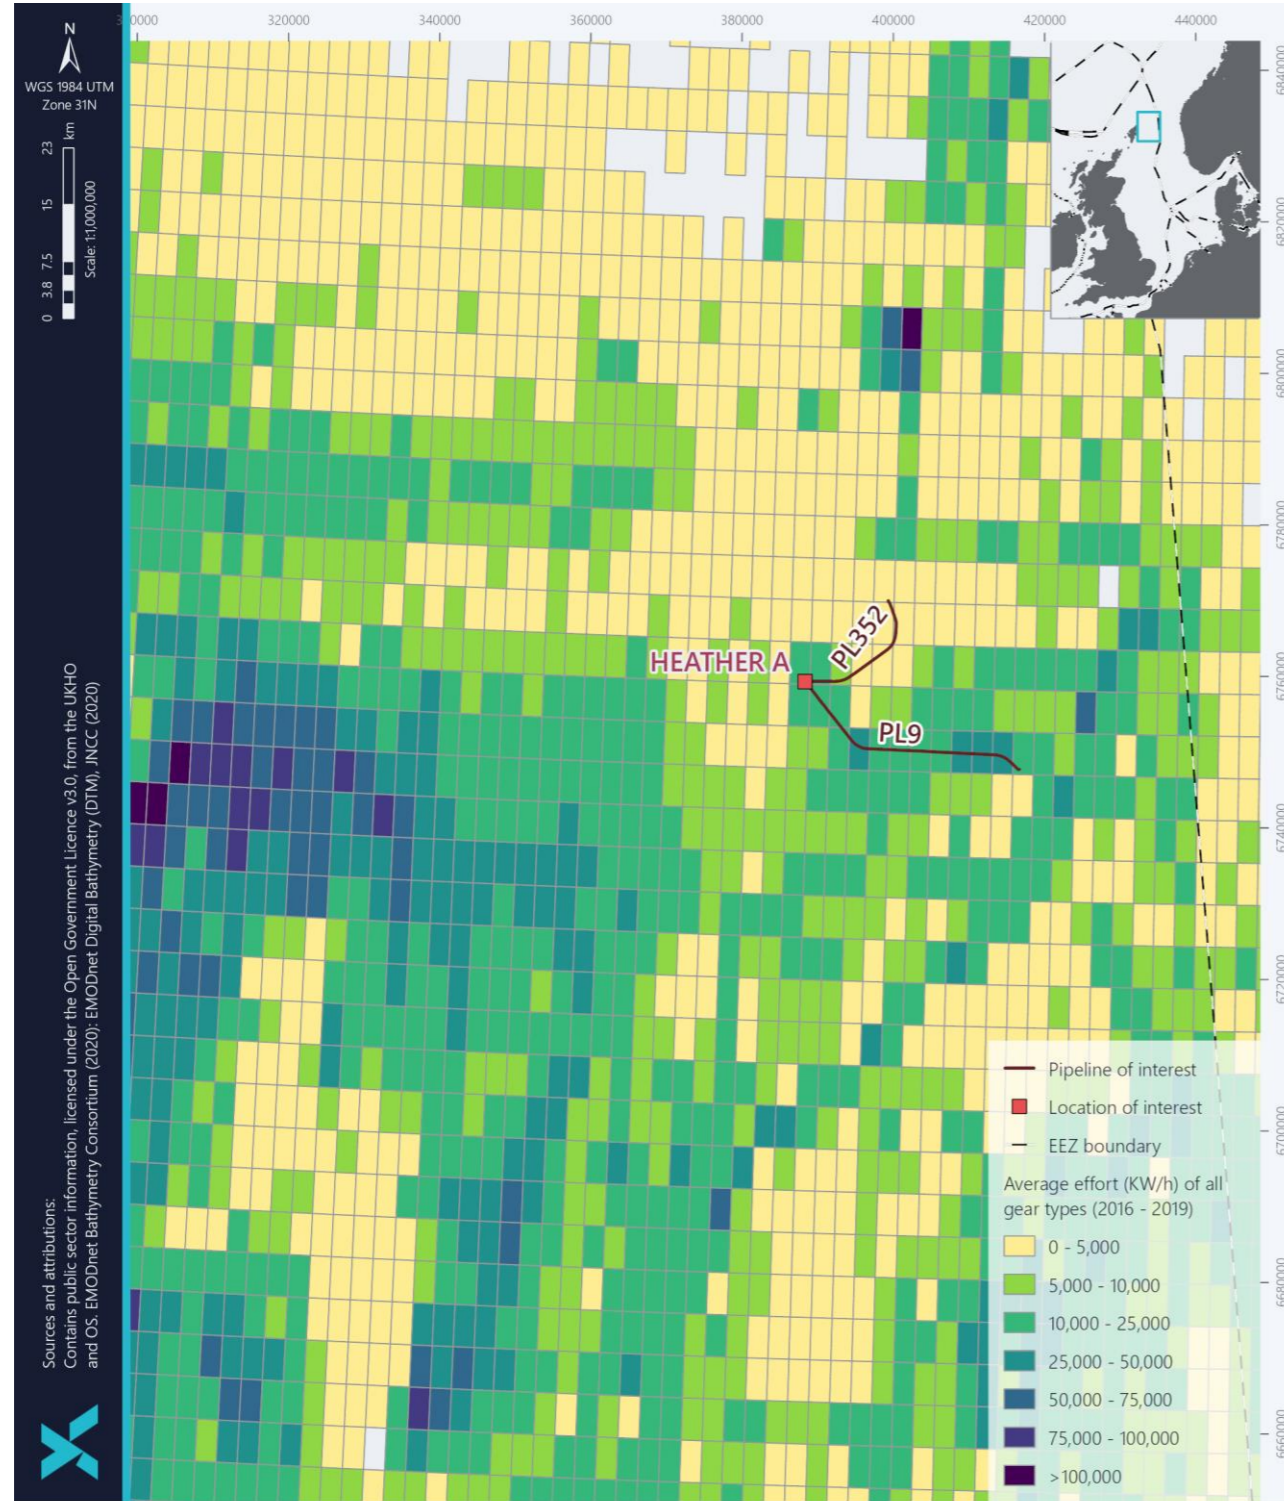 300000 320000 340000 360000 380000 400000 420000 440000
N
WGS 1984 UTM
Zone 31N
0 3.8 7.5 15 23
km
Scale: 1:1,000,000
6840000
6820000
6800000
6780000
6760000
6740000
6720000
6700000
6680000
6660000
PL352
HEATHER A
PL9
Pipeline of interest
Location of interest
EEZ boundary
Average effort (KW/h) of all
gear types (2016 - 2019)
0 - 5,000
5,000 - 10,000
10,000 - 25,000
25,000 - 50,000
50,000 - 75,000
75,000 - 100,000
>100,000
Sources and attributions:
Contains public sector information, licensed under the Open Government Licence v3.0, from the UKHO
and OS. EMODnet Bathymetry Consortium (2020): EMODnet Digital Bathymetry (DTM), JNCC (2020)